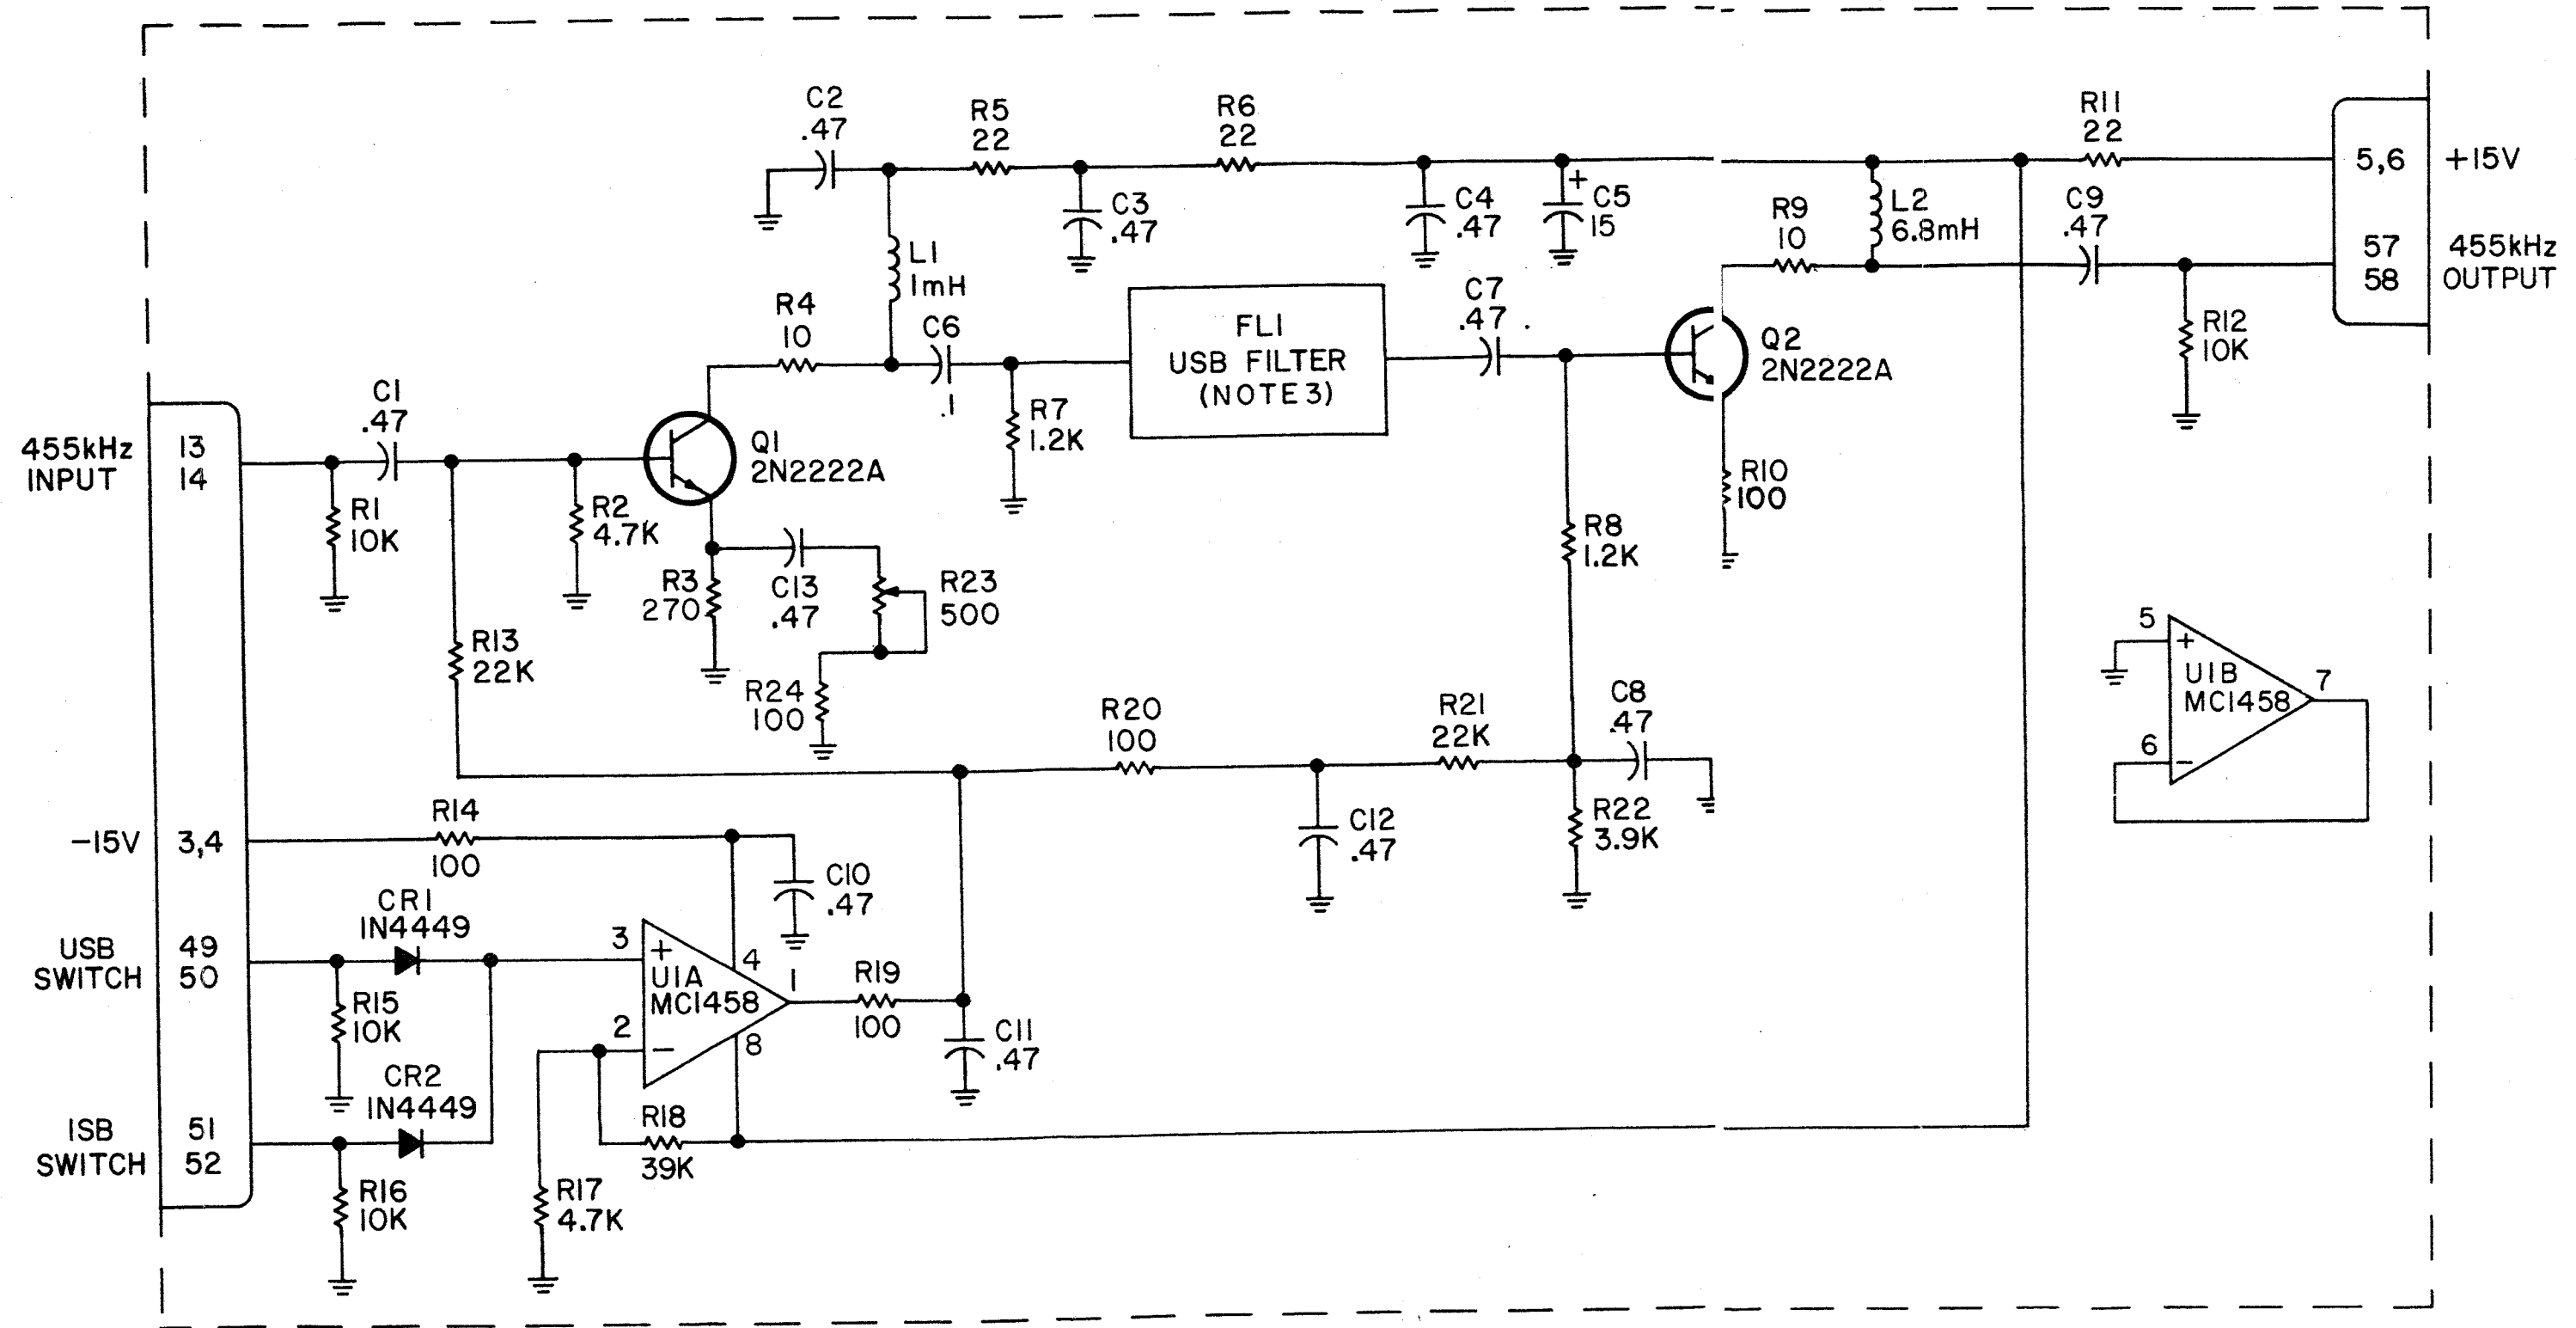 C2
.47
R5
22
R6
22
R11
22
5,6
+15V
C3
.47
C4
.47
+
C5
15
R9
10
L2
6.8mH
C9
.47
57
58
455kHz
OUTPUT
L1
1mH
R4
10
C6
.1
FL1
USB FILTER
(NOTE 3)
C7
.47
Q2
2N2222A
R12
10K
R7
1.2K
455kHz
INPUT
13
14
C1
.47
R1
10K
R2
4.7K
Q1
2N2222A
R10
100
R8
1.2K
R3
270
C13
.47
R23
500
R13
22K
R24
100
R20
100
R21
22K
C8
.47
5
+
U1B
MC1458
7
6
−
R22
3.9K
C12
.47
−15V
3,4
R14
100
C10
.47
CR1
1N4449
USB
SWITCH
49
50
R15
10K
3
+
U1A
MC1458
4
1
2
−
8
R19
100
C11
.47
CR2
1N4449
ISB
SWITCH
51
52
R18
39K
R16
10K
R17
4.7K